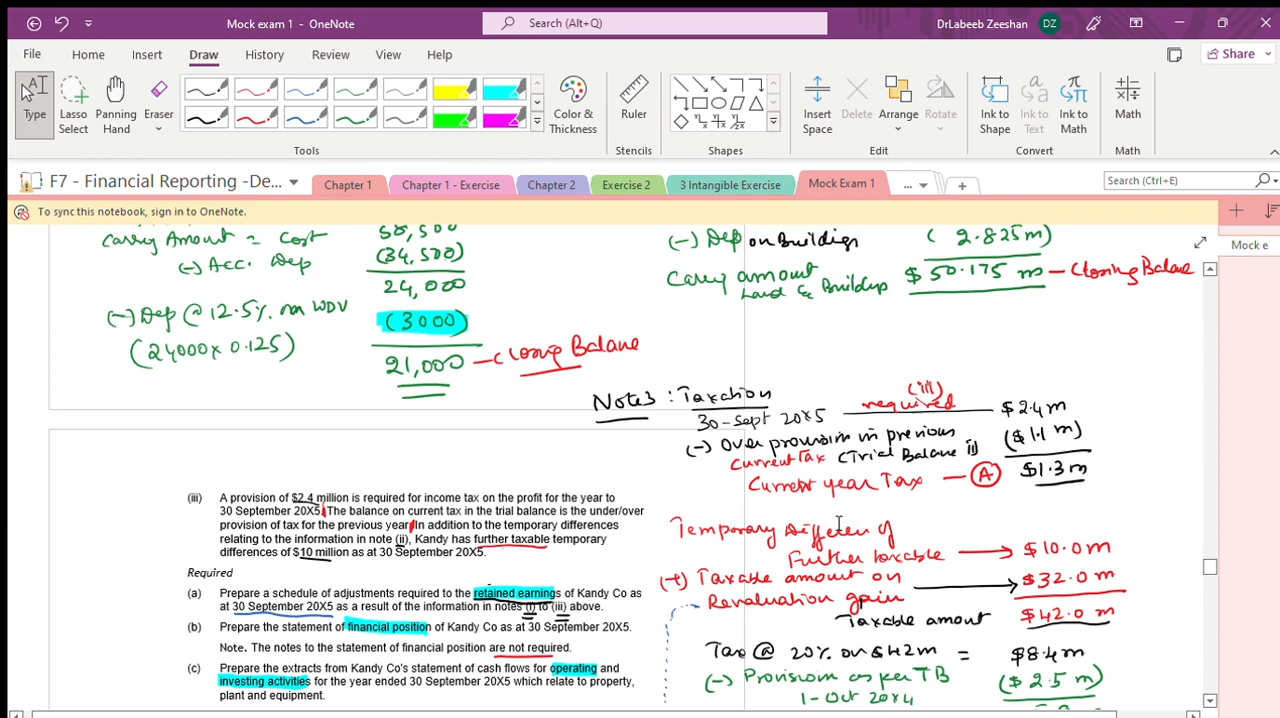 Mock exam 1 - OneNote
Search (Alt+Q)
DrLabeeb Zeeshan
DZ
File Home Insert Draw History Review View Help
Share
Type
Lasso Select
Panning Hand
Eraser
Color & Thickness
Ruler
Shapes
Insert Space
Delete
Arrange
Rotate
Ink to Shape
Ink to Text
Ink to Math
Math
Tools
Stencils
Shapes
Edit
Convert
Math
F7 - Financial Reporting -De...
Chapter 1
Chapter 1 - Exercise
Chapter 2
Exercise 2
3 Intangible Exercise
Mock Exam 1
...
Search (Ctrl+E)
To sync this notebook, sign in to OneNote.
Mock e
Carry Amount = Cost 58,500
(-) Acc. Dep (34,500)
24,000
(-) Dep @ 12.5% on WDV (3000)
(24000 x 0.125)
21,000 - Closing Balance
(-) Dep on Buildings (2.825m)
Carry amount $50.175 m - Closing Balance
Land & Buildup
Note 3 : Taxation
(iii)
30-Sept 20x5 required $2.4m
(-) Over provision in previous ($1.1 m)
Current Tax (Trial Balance ii)
$1.3m
Current year Tax - A
Temporary Differen of
Further taxable $10.0m
(+) Taxable amount on $32.0 m
Revaluation gain
Taxable amount $42.0 m
Tax @ 20% on $42m = $8.4m
(-) Provision as per TB ($2.5m)
1-Oct 20x4
(iii) A provision of $2.4 million is required for income tax on the profit for the year to
30 September 20X5. The balance on current tax in the trial balance is the under/over
provision of tax for the previous year. In addition to the temporary differences
relating to the information in note (ii), Kandy Co has further taxable temporary
differences of $10 million as at 30 September 20X5.
Required
(a) Prepare a schedule of adjustments required to the retained earnings of Kandy Co as
at 30 September 20X5 as a result of the information in notes (i) to (iii) above.
(b) Prepare the statement of financial position of Kandy Co as at 30 September 20X5.
Note. The notes to the statement of financial position are not required.
(c) Prepare the extracts from Kandy Co's statement of cash flows for operating and
investing activities for the year ended 30 September 20X5 which relate to property,
plant and equipment.